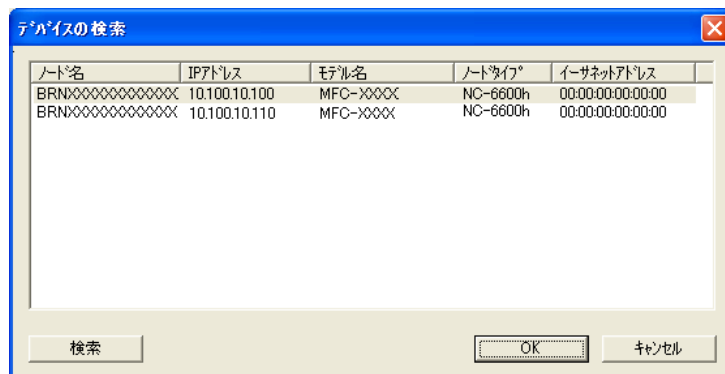 デバイスの検索
ノード名 IPアドレス モデル名 ノードタイプ イーサネットアドレス
BRNXXXXXXXXXXXX 10.100.10.100 MFC-XXXX NC-6600h 00:00:00:00:00:00
BRNXXXXXXXXXXXX 10.100.10.110 MFC-XXXX NC-6600h 00:00:00:00:00:00
検索 OK キャンセル